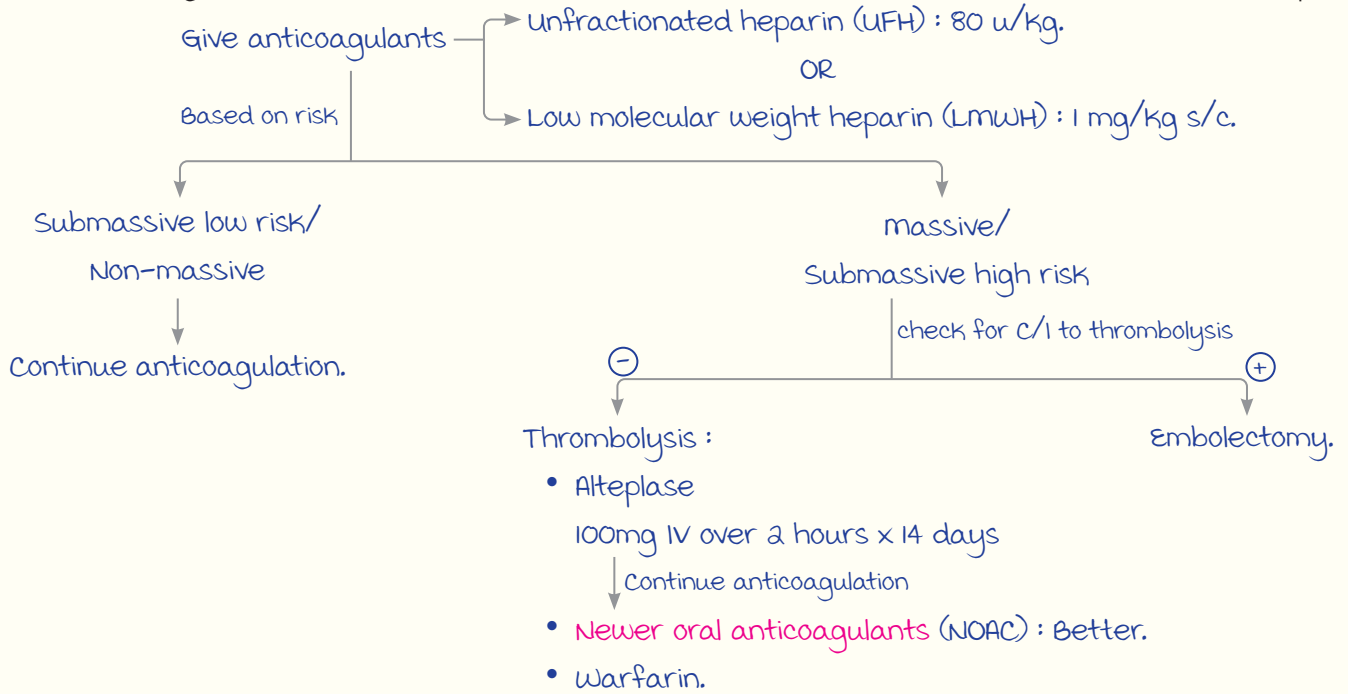 Give anticoagulants
Unfractionated heparin (UFH) : 80 u/kg.
OR
Low molecular weight heparin (LMWH) : 1 mg/kg s/c.
Based on risk
Submassive low risk/
Non-massive
Continue anticoagulation.
massive/
Submassive high risk
check for C/I to thrombolysis
-
+
Thrombolysis :
• Alteplase
100mg IV over 2 hours x 14 days
Continue anticoagulation
• Newer oral anticoagulants (NOAC) : Better.
• Warfarin.
Embolectomy.